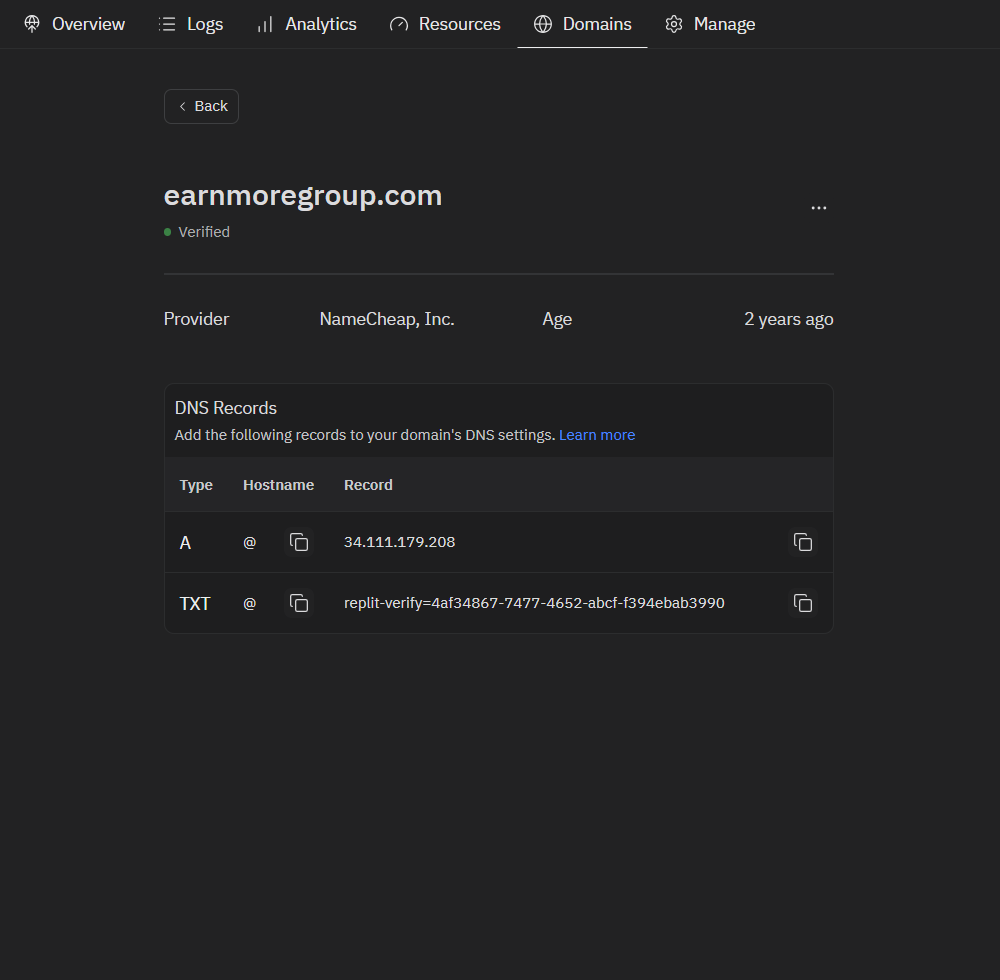 Overview Logs Analytics Resources Domains Manage
Back
earnmoregroup.com
Verified
Provider NameCheap, Inc. Age 2 years ago
DNS Records
Add the following records to your domain's DNS settings. Learn more
Type Hostname Record
A @ 34.111.179.208
TXT @ replit-verify=4af34867-7477-4652-abcf-f394ebab3990